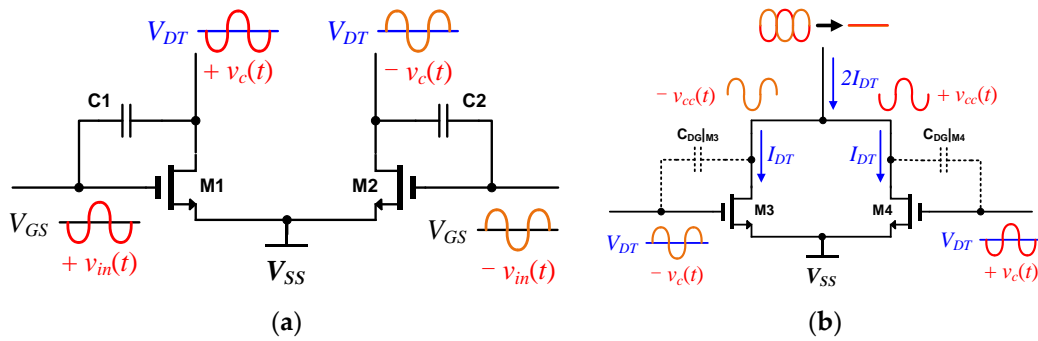 V_DT
+ v_c(t)
V_DT
− v_c(t)
C1
C2
M1
M2
V_GS
+ v_in(t)
V_SS
V_GS
− v_in(t)
(a)
− v_cc(t)
2I_DT
+ v_cc(t)
C_DG|M3
I_DT
I_DT
C_DG|M4
M3
M4
V_DT
− v_c(t)
V_SS
V_DT
+ v_c(t)
(b)